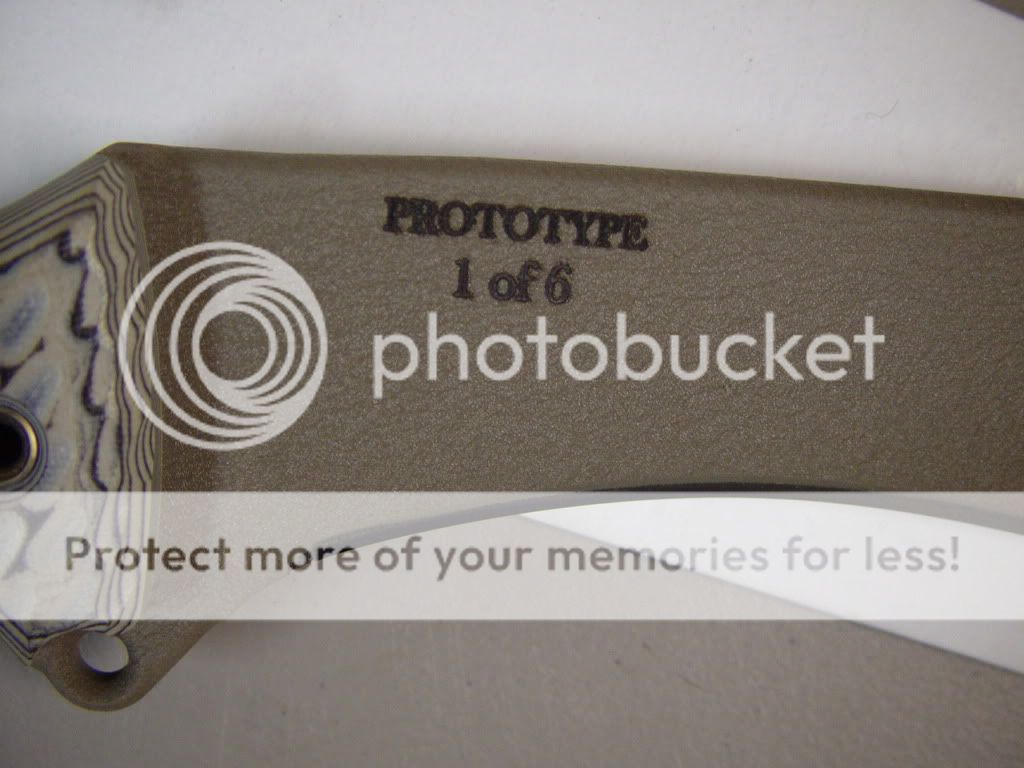 PROTOTYPE
1 of 6
photobucket
Protect more of your memories for less!